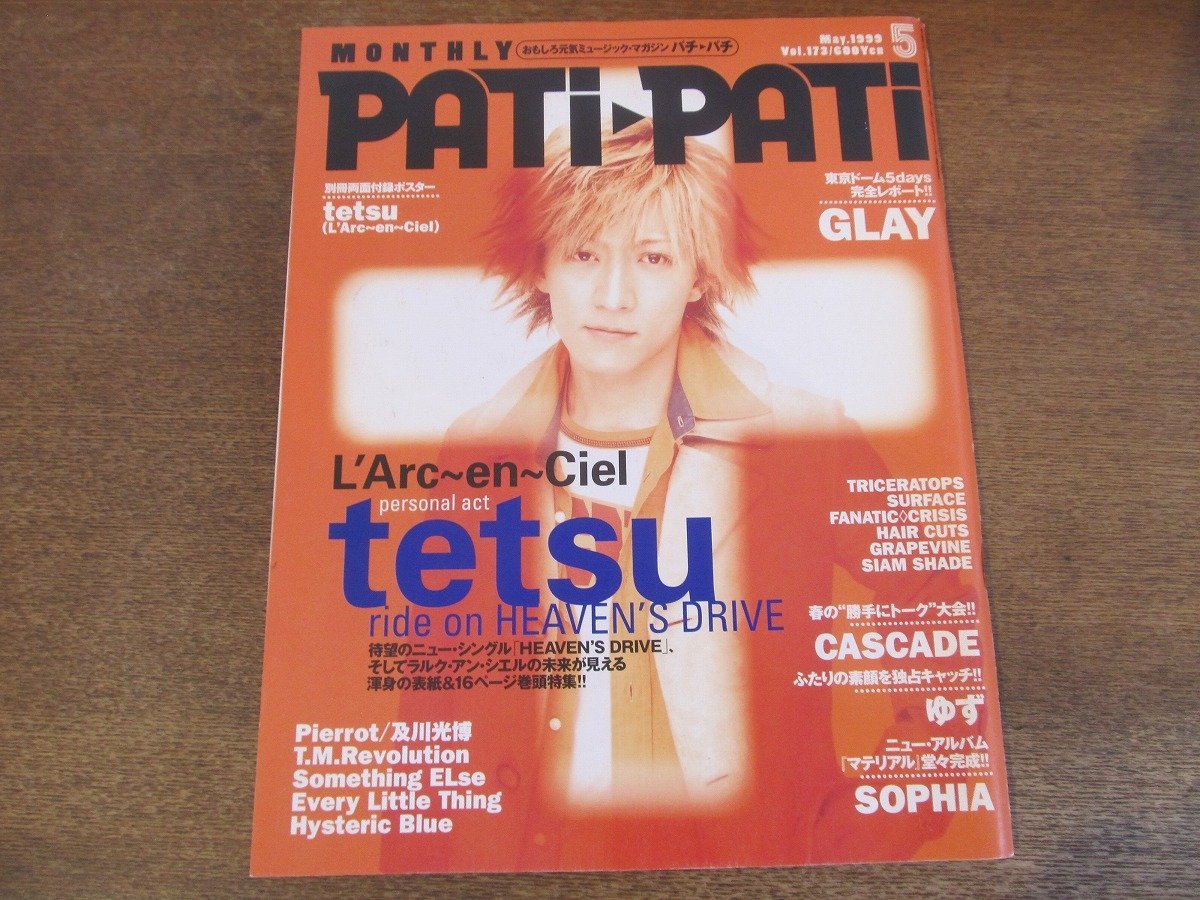 MONTHLY
おもしろ元気ミュージック・マガジン パチ▶パチ
May.1999
Vol.173/600Yen
5
PATi▶PATi
別冊両面付録ポスター
tetsu
(L'Arc~en~Ciel)
東京ドーム5days
完全レポート!!
GLAY
L'Arc~en~Ciel
personal act
tetsu
ride on HEAVEN'S DRIVE
待望のニュー・シングル「HEAVEN'S DRIVE」、
そしてラルク・アン・シエルの未来が見える
渾身の表紙&16ページ巻頭特集!!
Pierrot/及川光博
T.M.Revolution
Something ELse
Every Little Thing
Hysteric Blue
TRICERATOPS
SURFACE
FANATIC◇CRISIS
HAIR CUTS
GRAPEVINE
SIAM SHADE
春の“勝手にトーク”大会!!
CASCADE
ふたりの素顔を独占キャッチ!!
ゆず
ニュー・アルバム
『マテリアル』堂々完成!!
SOPHIA